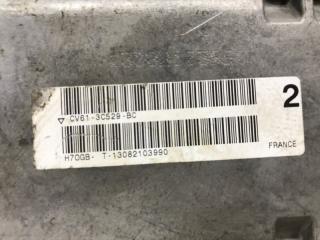 2
▽ CV61-3C529-BC
H70GB- T-13082103990
FRANCE